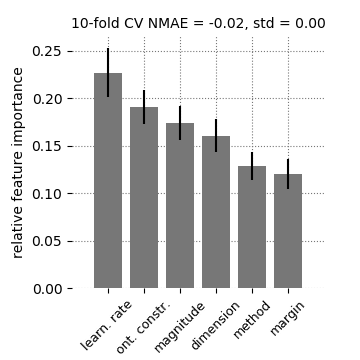 10-fold CV NMAE = -0.02, std = 0.00
relative feature importance
0.25
0.20
0.15
0.10
0.05
0.00
learn. rate
ont. constr.
magnitude
dimension
method
margin